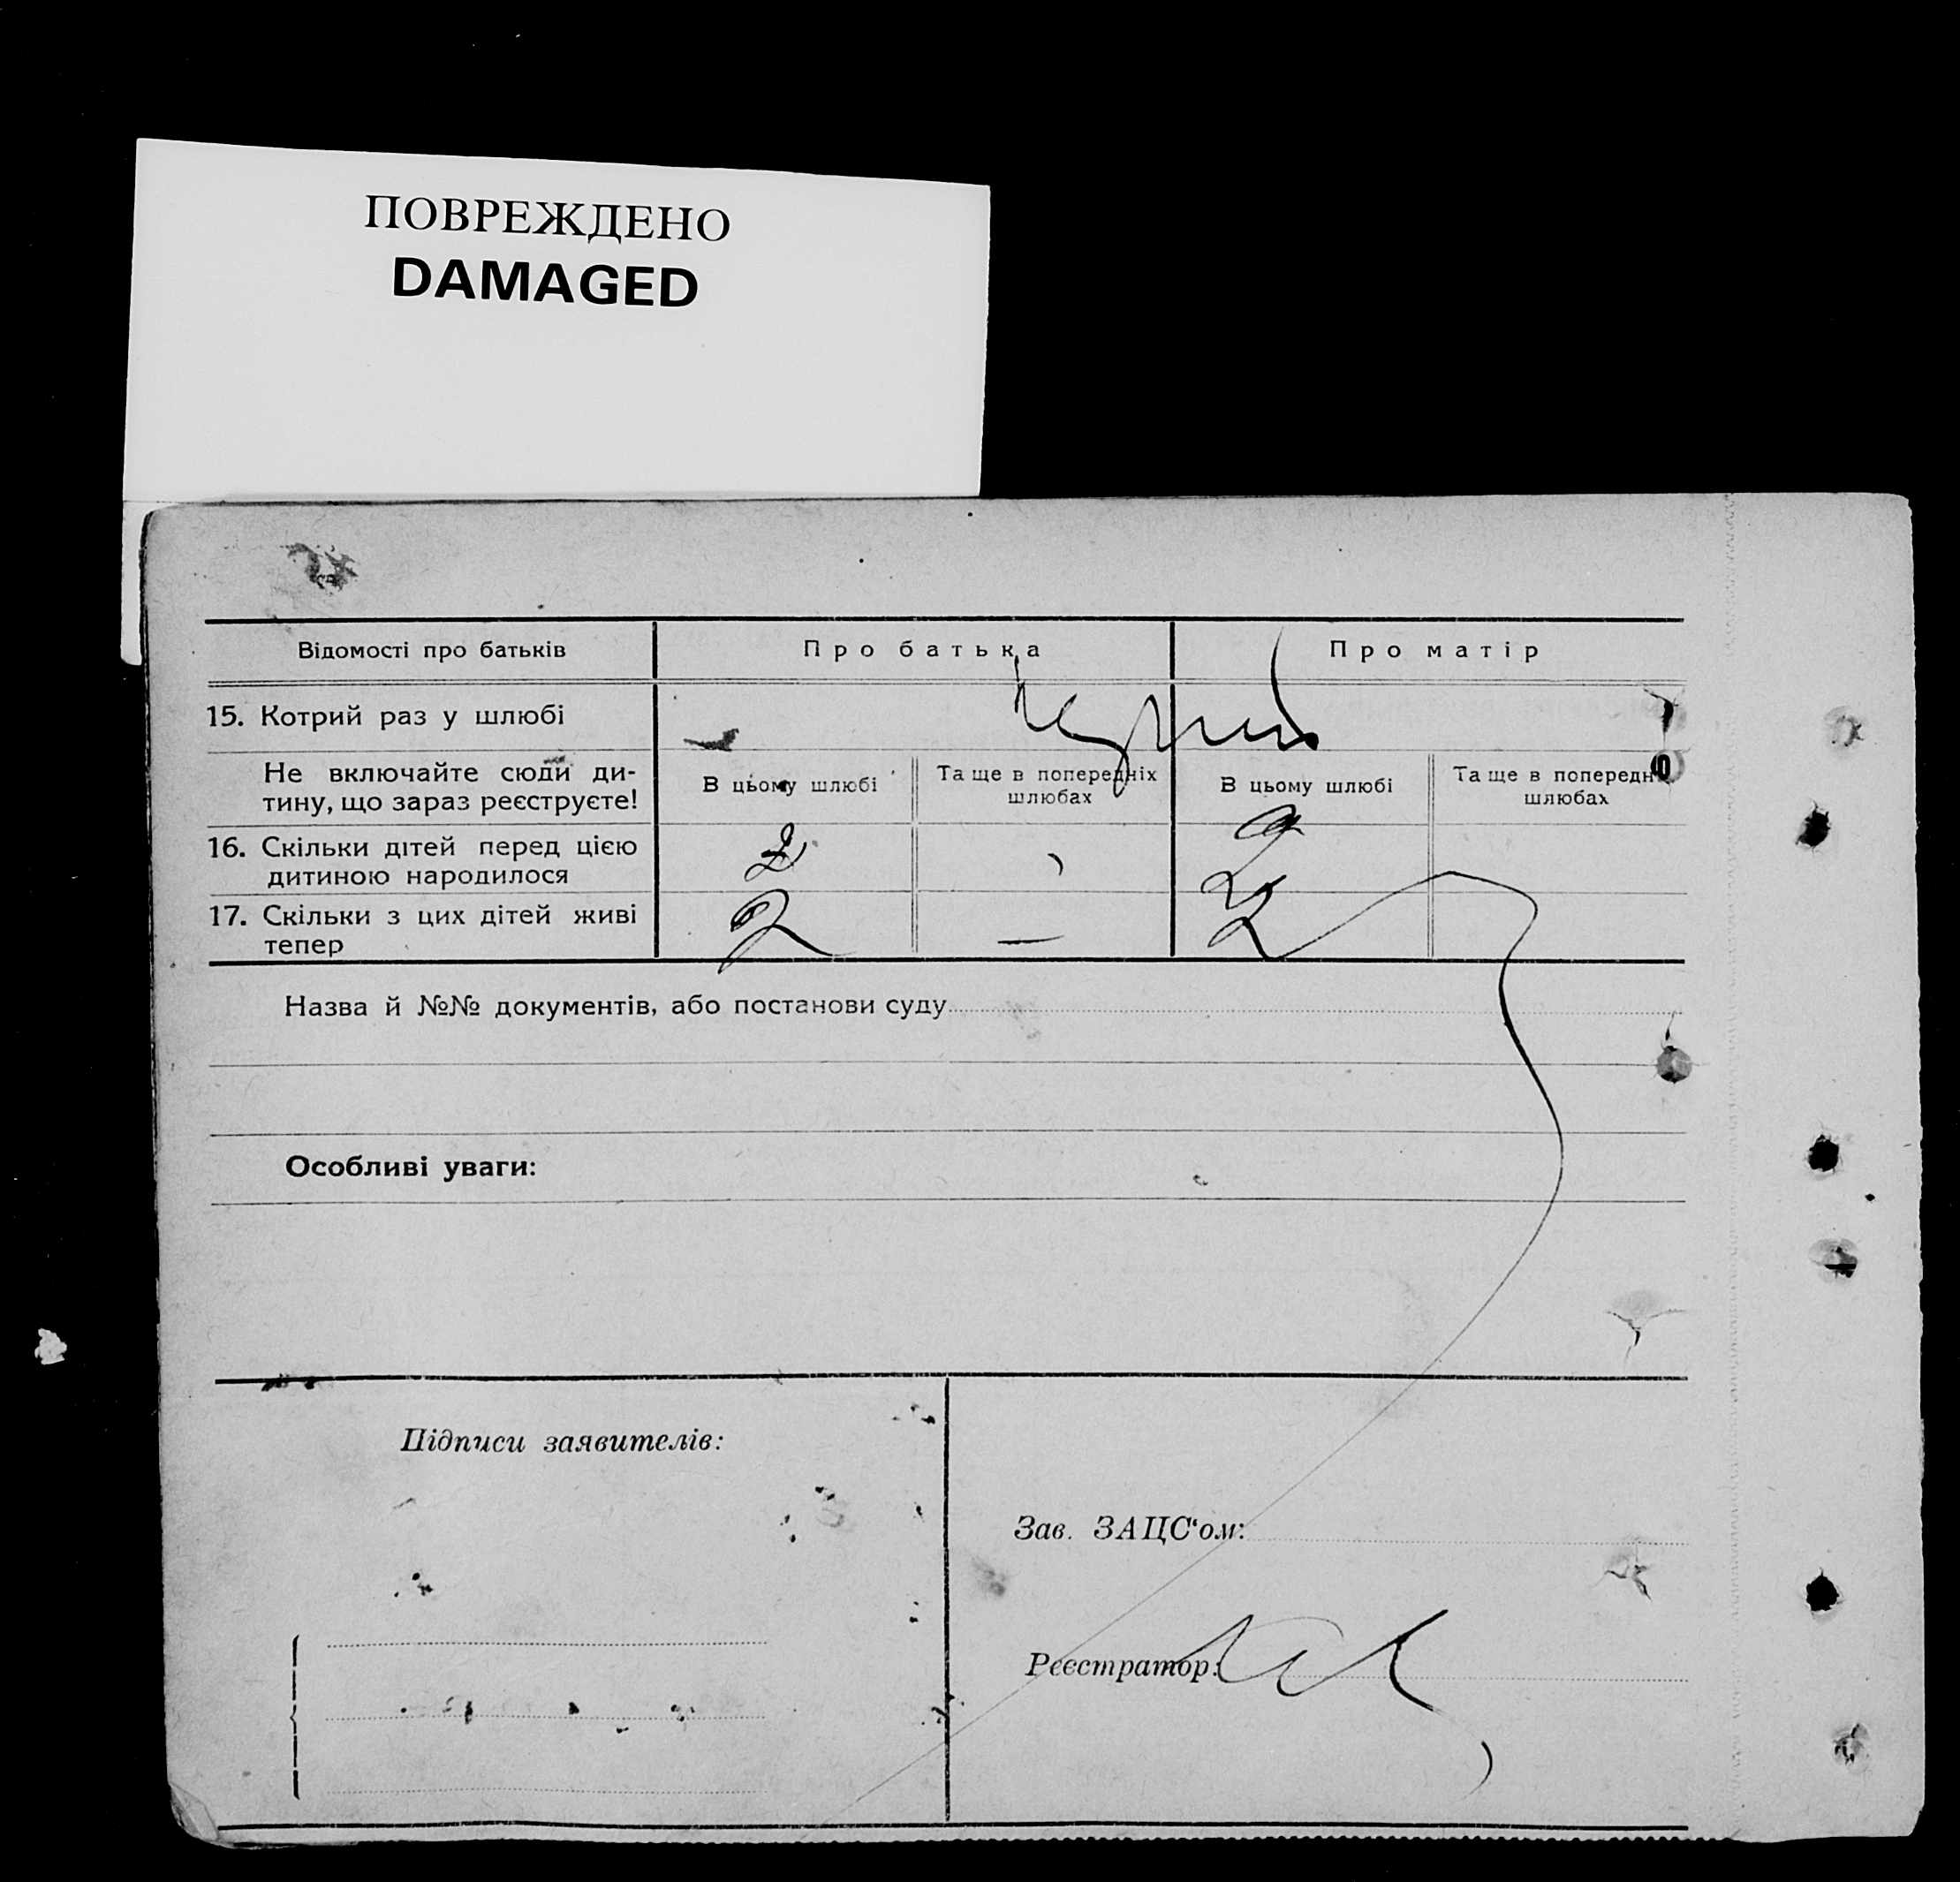 ПОВРЕЖДЕНО
DAMAGED
Відомості про батьків
Про батька
Про матір
15. Котрий раз у шлюбі
Не включайте сюди ди-
тину, що зараз реєструєте!
В цьому шлюбі
Та ще в попередніх
шлюбах
В цьому шлюбі
Та ще в попередн
шлюбах
16. Скільки дітей перед цією
дитиною народилося
2
2
17. Скільки з цих дітей живі
тепер
2
—
2
Назва й №№ документів, або постанови суду
Особливі уваги:
Підписи заявителів:
Зав. ЗАЦС‘ом:
Реєстратор: